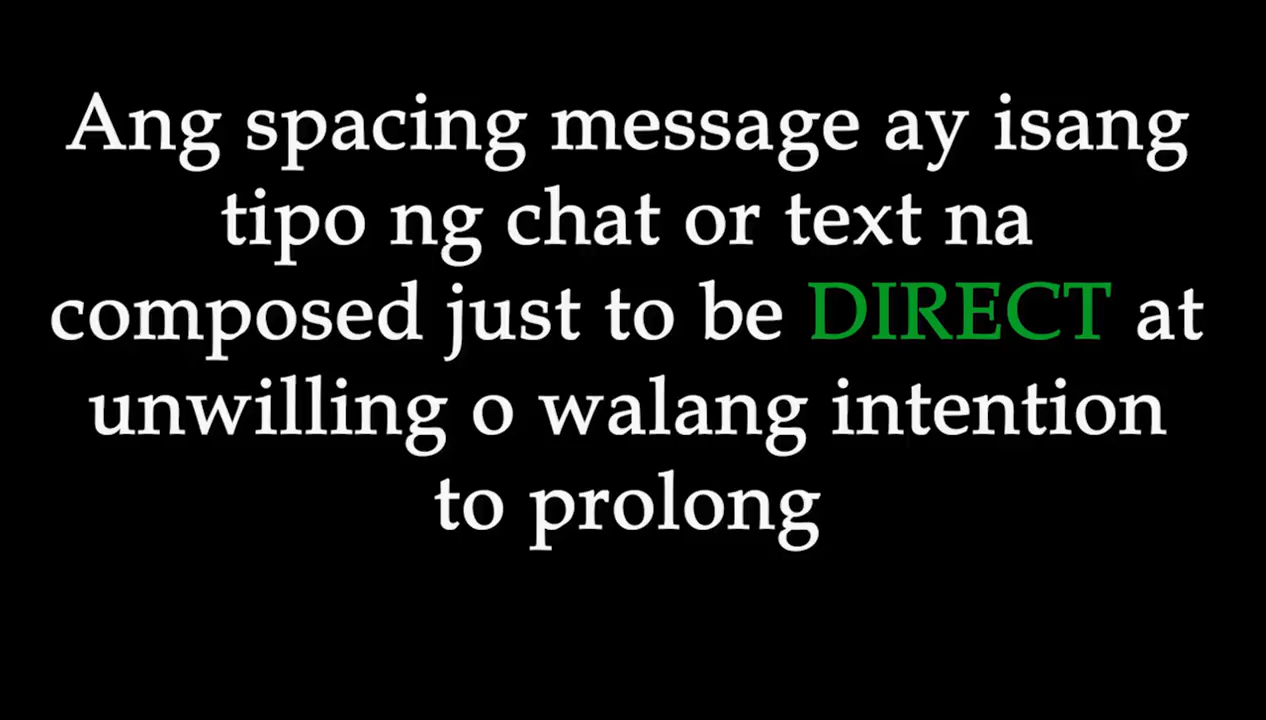 Ang spacing message ay isang
tipo ng chat or text na
composed just to be DIRECT at
unwilling o walang intention
to prolong